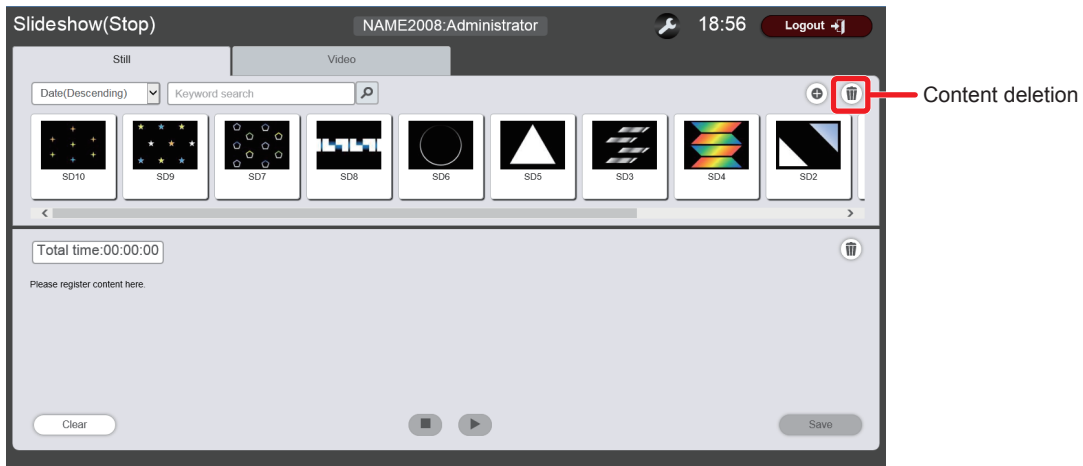 Slideshow(Stop)
NAME2008:Administrator
18:56
Logout
Still
Video
Date(Descending)
Keyword search
Content deletion
SD10
SD9
SD7
SD8
SD6
SD5
SD3
SD4
SD2
Total time:00:00:00
Please register content here.
Clear
Save